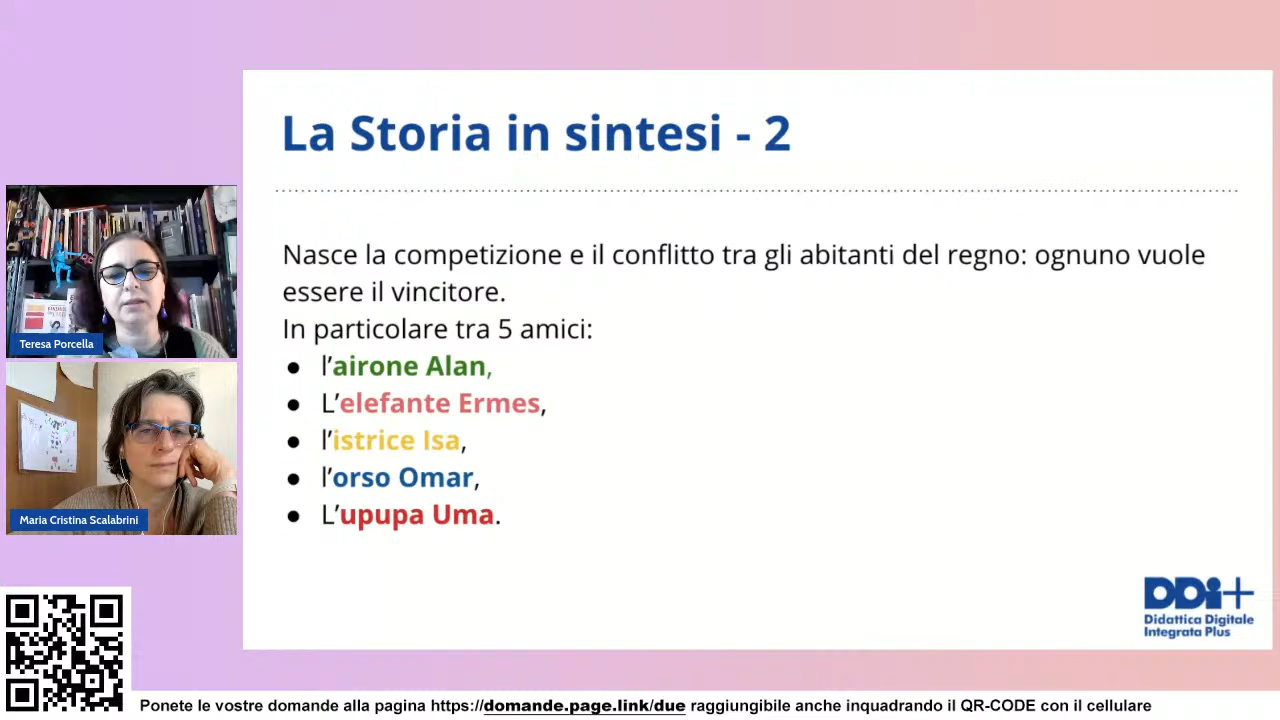 La Storia in sintesi - 2
Nasce la competizione e il conflitto tra gli abitanti del regno: ognuno vuole
essere il vincitore.
In particolare tra 5 amici:
● l'airone Alan,
● L'elefante Ermes,
● l'istrice Isa,
● l'orso Omar,
● L'upupa Uma.
Teresa Porcella
Maria Cristina Scalabrini
DDi+
Didattica Digitale
Integrata Plus
Ponete le vostre domande alla pagina https://domande.page.link/due raggiungibile anche inquadrando il QR-CODE con il cellulare